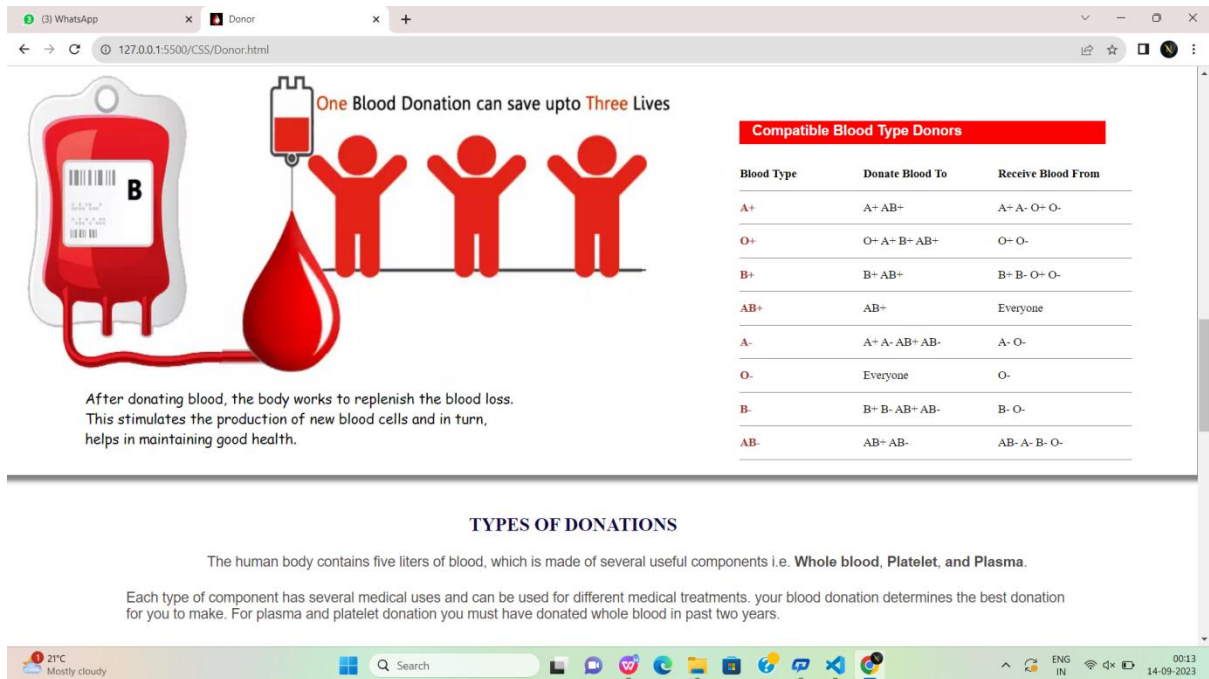 (3) WhatsApp
Donor
127.0.0.1:5500/CSS/Donor.html
One Blood Donation can save upto Three Lives
B
After donating blood, the body works to replenish the blood loss.
This stimulates the production of new blood cells and in turn,
helps in maintaining good health.
Compatible Blood Type Donors
Blood Type Donate Blood To Receive Blood From
A+ A+ AB+ A+ A- O+ O-
O+ O+ A+ B+ AB+ O+ O-
B+ B+ AB+ B+ B- O+ O-
AB+ AB+ Everyone
A- A+ A- AB+ AB- A- O-
O- Everyone O-
B- B+ B- AB+ AB- B- O-
AB- AB+ AB- AB- A- B- O-
TYPES OF DONATIONS
The human body contains five liters of blood, which is made of several useful components i.e. Whole blood, Platelet, and Plasma.
Each type of component has several medical uses and can be used for different medical treatments. your blood donation determines the best donation
for you to make. For plasma and platelet donation you must have donated whole blood in past two years.
1
21°C
Mostly cloudy
Search
ENG
IN
00:13
14-09-2023